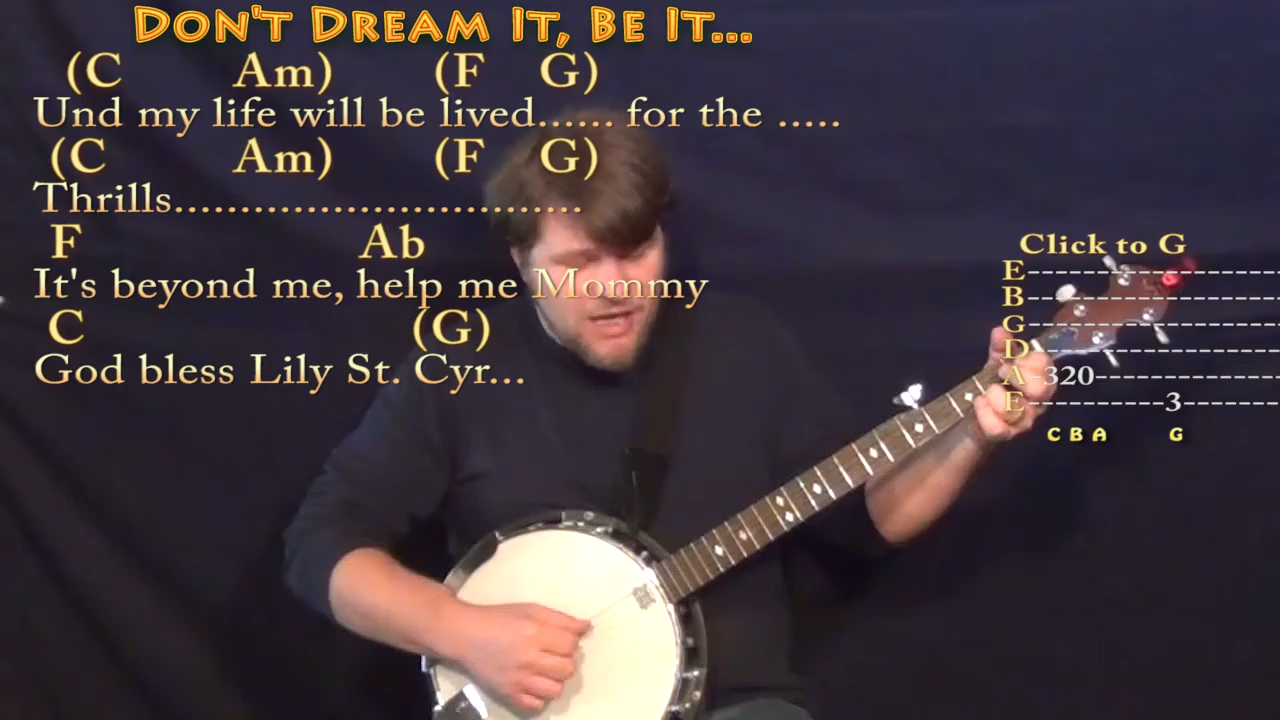 Don't Dream It, Be It...
(C Am) (F G)
Und my life will be lived...... for the .....
(C Am) (F G)
Thrills...............................
F Ab
It's beyond me, help me Mommy
C (G)
God bless Lily St. Cyr...
Click to G
E--------------------
B--------------------
G--------------------
D--------------------
A-320----------------
E-----------3--------
C B A G